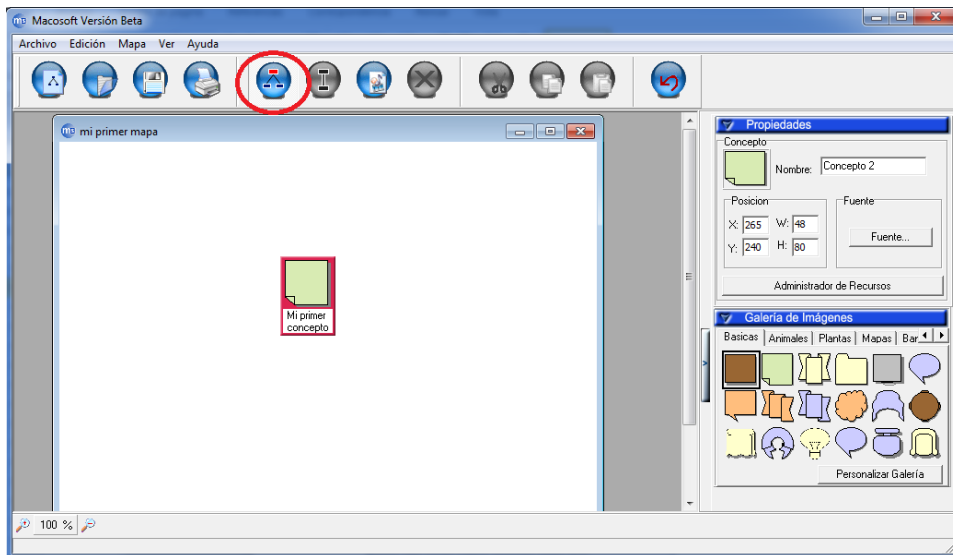 Macosoft Versión Beta
Archivo Edición Mapa Ver Ayuda
mi primer mapa
Mi primer
concepto
Propiedades
Concepto
Nombre: Concepto 2
Posicion
Fuente
X: 265 W: 48
Y: 240 H: 80
Fuente...
Administrador de Recursos
Galería de Imágenes
Basicas Animales Plantas Mapas Bar
Personalizar Galería
100 %